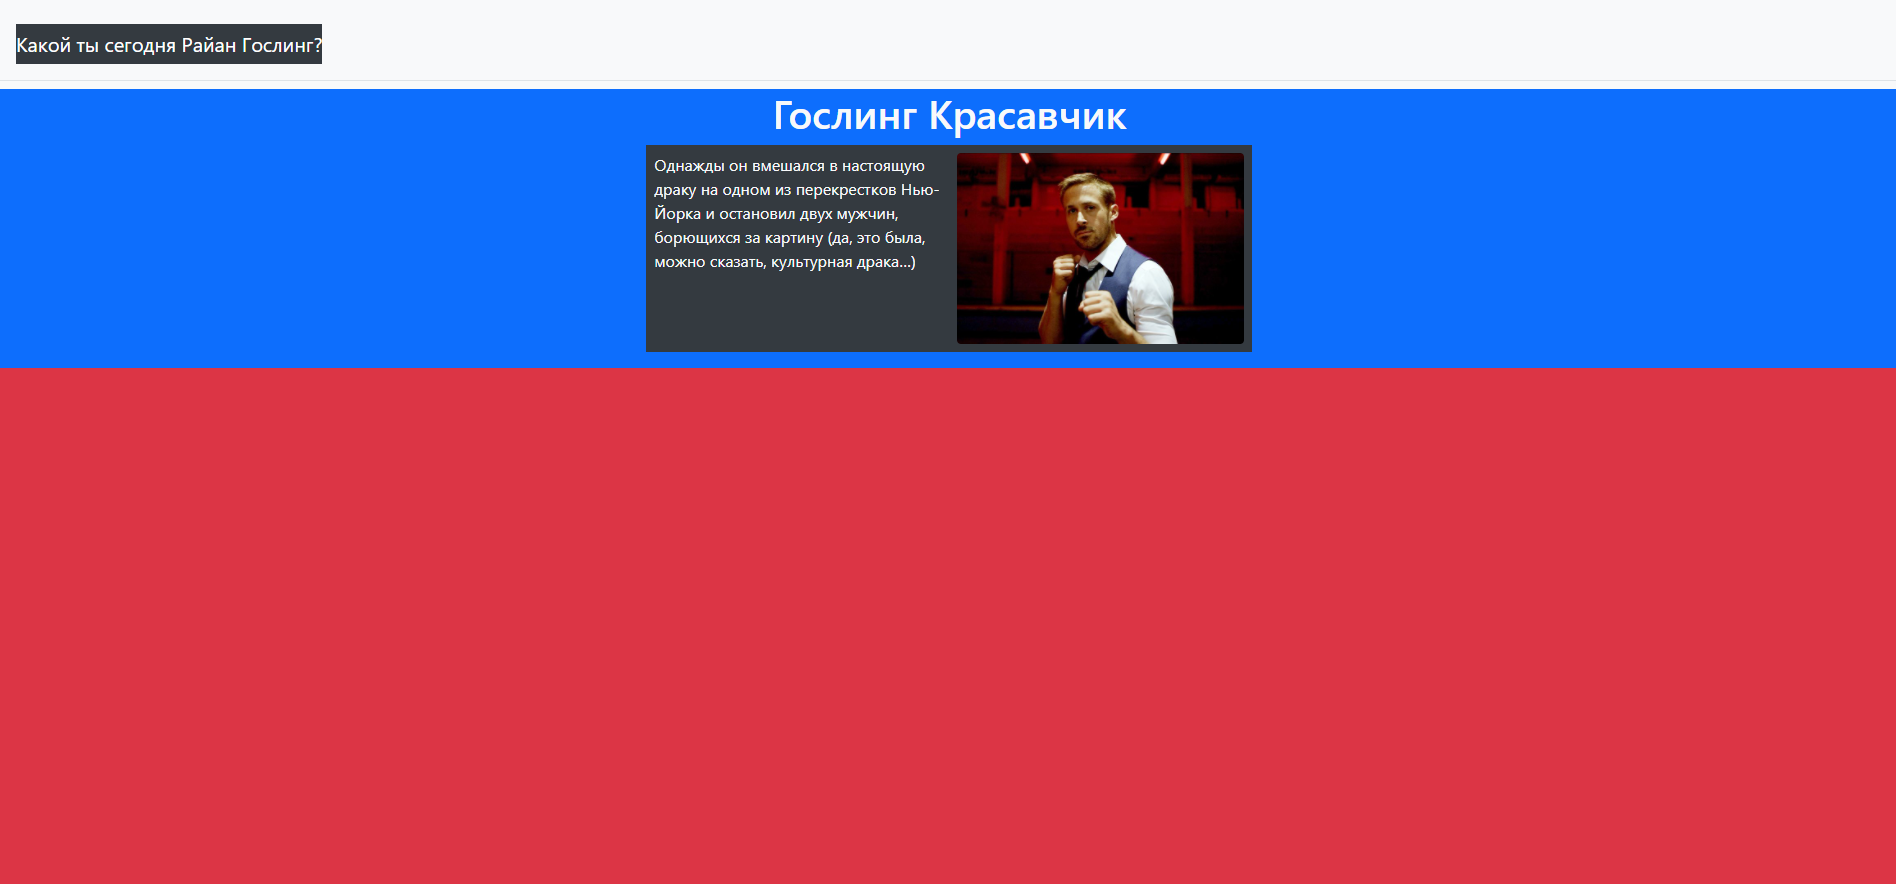 Какой ты сегодня Райан Гослинг?
Гослинг Красавчик
Однажды он вмешался в настоящую
драку на одном из перекрестков Нью-
Йорка и остановил двух мужчин,
борющихся за картину (да, это была,
можно сказать, культурная драка...)